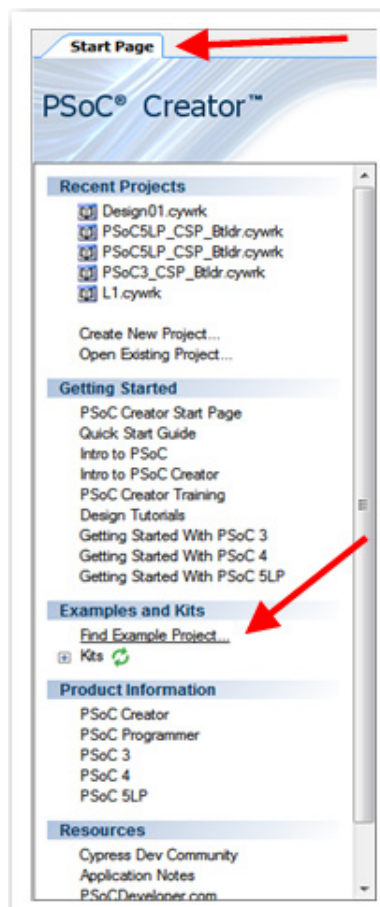 Start Page
PSoC® Creator™
Recent Projects
Design01.cywrk
PSoC5LP_CSP_Btldr.cywrk
PSoC5LP_CSP_Btldr.cywrk
PSoC3_CSP_Btldr.cywrk
L1.cywrk
Create New Project...
Open Existing Project...
Getting Started
PSoC Creator Start Page
Quick Start Guide
Intro to PSoC
Intro to PSoC Creator
PSoC Creator Training
Design Tutorials
Getting Started With PSoC 3
Getting Started With PSoC 4
Getting Started With PSoC 5LP
Examples and Kits
Find Example Project...
Kits
Product Information
PSoC Creator
PSoC Programmer
PSoC 3
PSoC 4
PSoC 5LP
Resources
Cypress Dev Community
Application Notes
PSoCDeveloper.com